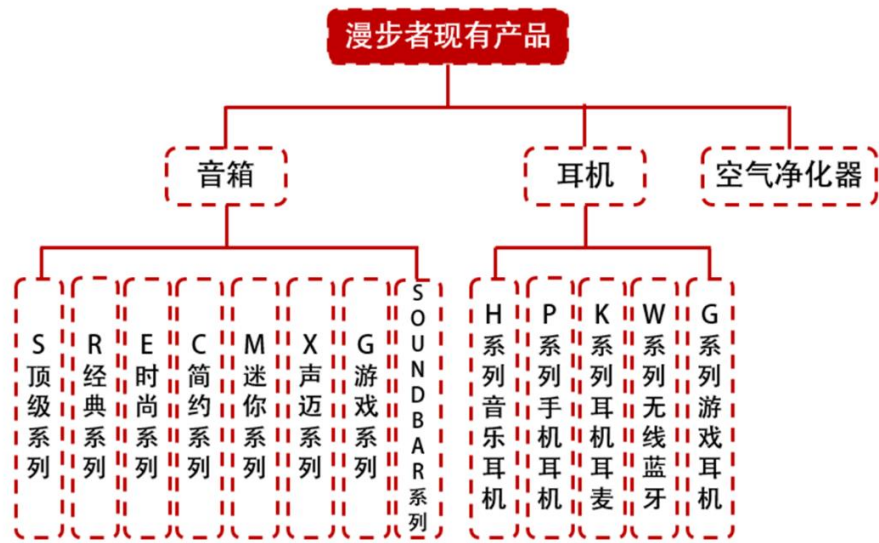 漫步者现有产品
音箱
耳机
空气净化器
S顶级系列
R经典系列
E时尚系列
C简约系列
M迷你系列
X声迈系列
G游戏系列
SOUNDBAR系列
H系列音乐耳机
P系列手机耳机
K系列耳机耳麦
W系列无线蓝牙
G系列游戏耳机